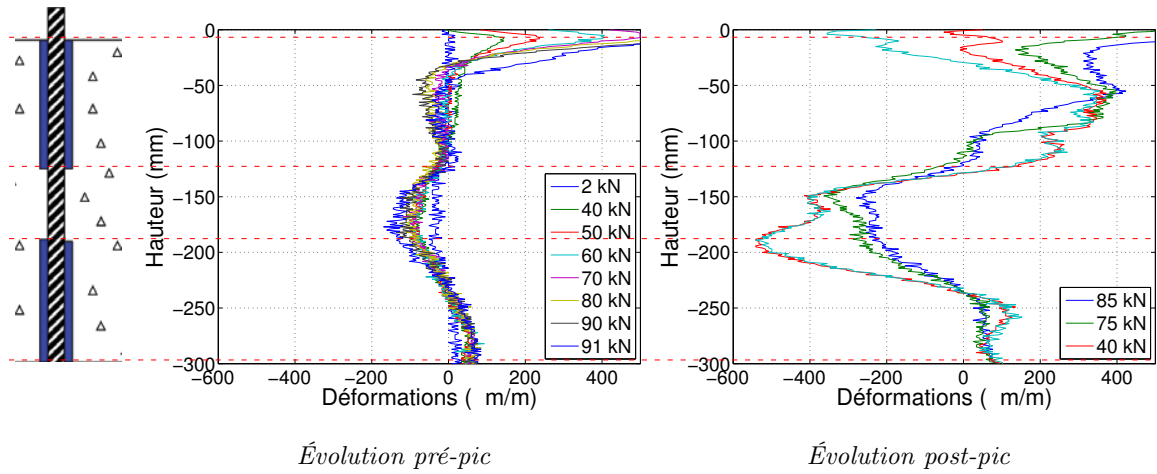 0
−50
−100
−150
−200
−250
−300
Hauteur (mm)
−600
−400
−200
0
200
400
Déformations ( m/m)
2 kN
40 kN
50 kN
60 kN
70 kN
80 kN
90 kN
91 kN
Évolution pré-pic
0
−50
−100
−150
−200
−250
−300
Hauteur (mm)
−600
−400
−200
0
200
400
Déformations ( m/m)
85 kN
75 kN
40 kN
Évolution post-pic